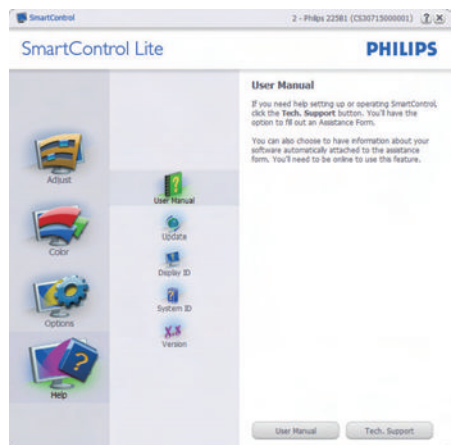 SmartControl
2 - Philips 225B1 (CS30715000001)
SmartControl Lite
PHILIPS
Adjust
Color
Options
Help
User Manual
Update
Display ID
System ID
Version
User Manual
If you need help setting up or operating SmartControl,
click the Tech. Support button. You'll have the
option to fill out an Assistance Form.
You can also choose to have information about your
software automatically attached to the assistance
form. You'll need to be online to use this feature.
User Manual
Tech. Support